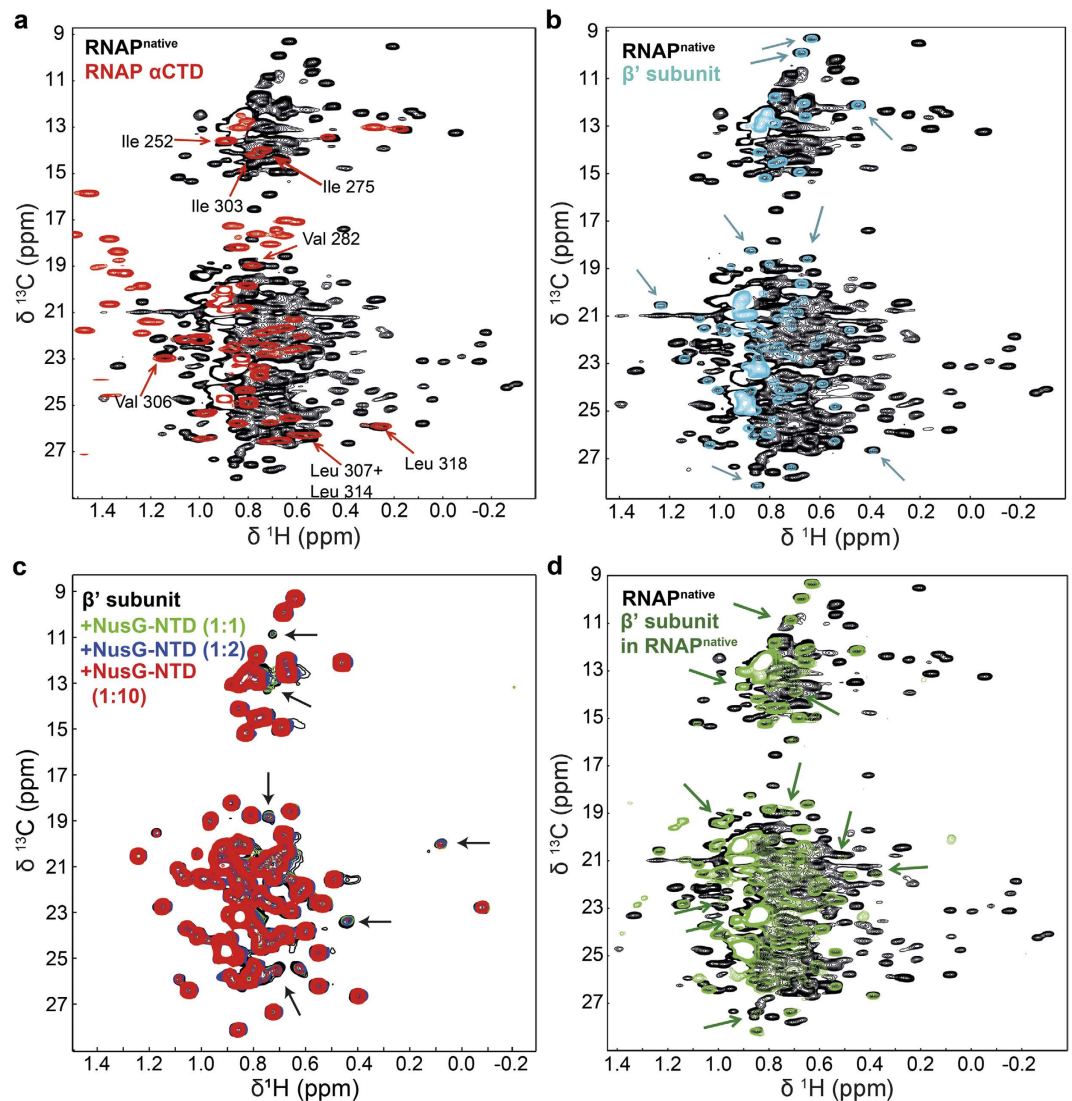 a
RNAPnative
RNAP αCTD
Ile 252
Ile 275
Ile 303
Val 282
Val 306
Leu 307+
Leu 314
Leu 318
9
11
13
15
17
19
21
23
25
27
δ 13C (ppm)
1.2 1.0 0.8 0.6 0.4 0.2 -0.2
δ 1H (ppm)
b
RNAPnative
β' subunit
9
11
13
15
17
19
21
23
25
27
δ 13C (ppm)
1.4 1.2 1.0 0.8 0.6 0.4 0.2 0.0 -0.2
δ 1H (ppm)
c
β' subunit
+NusG-NTD (1:1)
+NusG-NTD (1:2)
+NusG-NTD
(1:10)
9
11
13
15
17
19
21
23
25
27
δ 13C (ppm)
1.4 1.2 1.0 0.8 0.6 0.4 0.2 0.0 -0.2
δ1H (ppm)
d
RNAPnative
β' subunit
in RNAPnative
9
11
13
15
17
19
21
23
25
27
δ 13C (ppm)
1.4 1.2 1.0 0.8 0.6 0.4 0.2 0.0 -0.2
δ 1H (ppm)